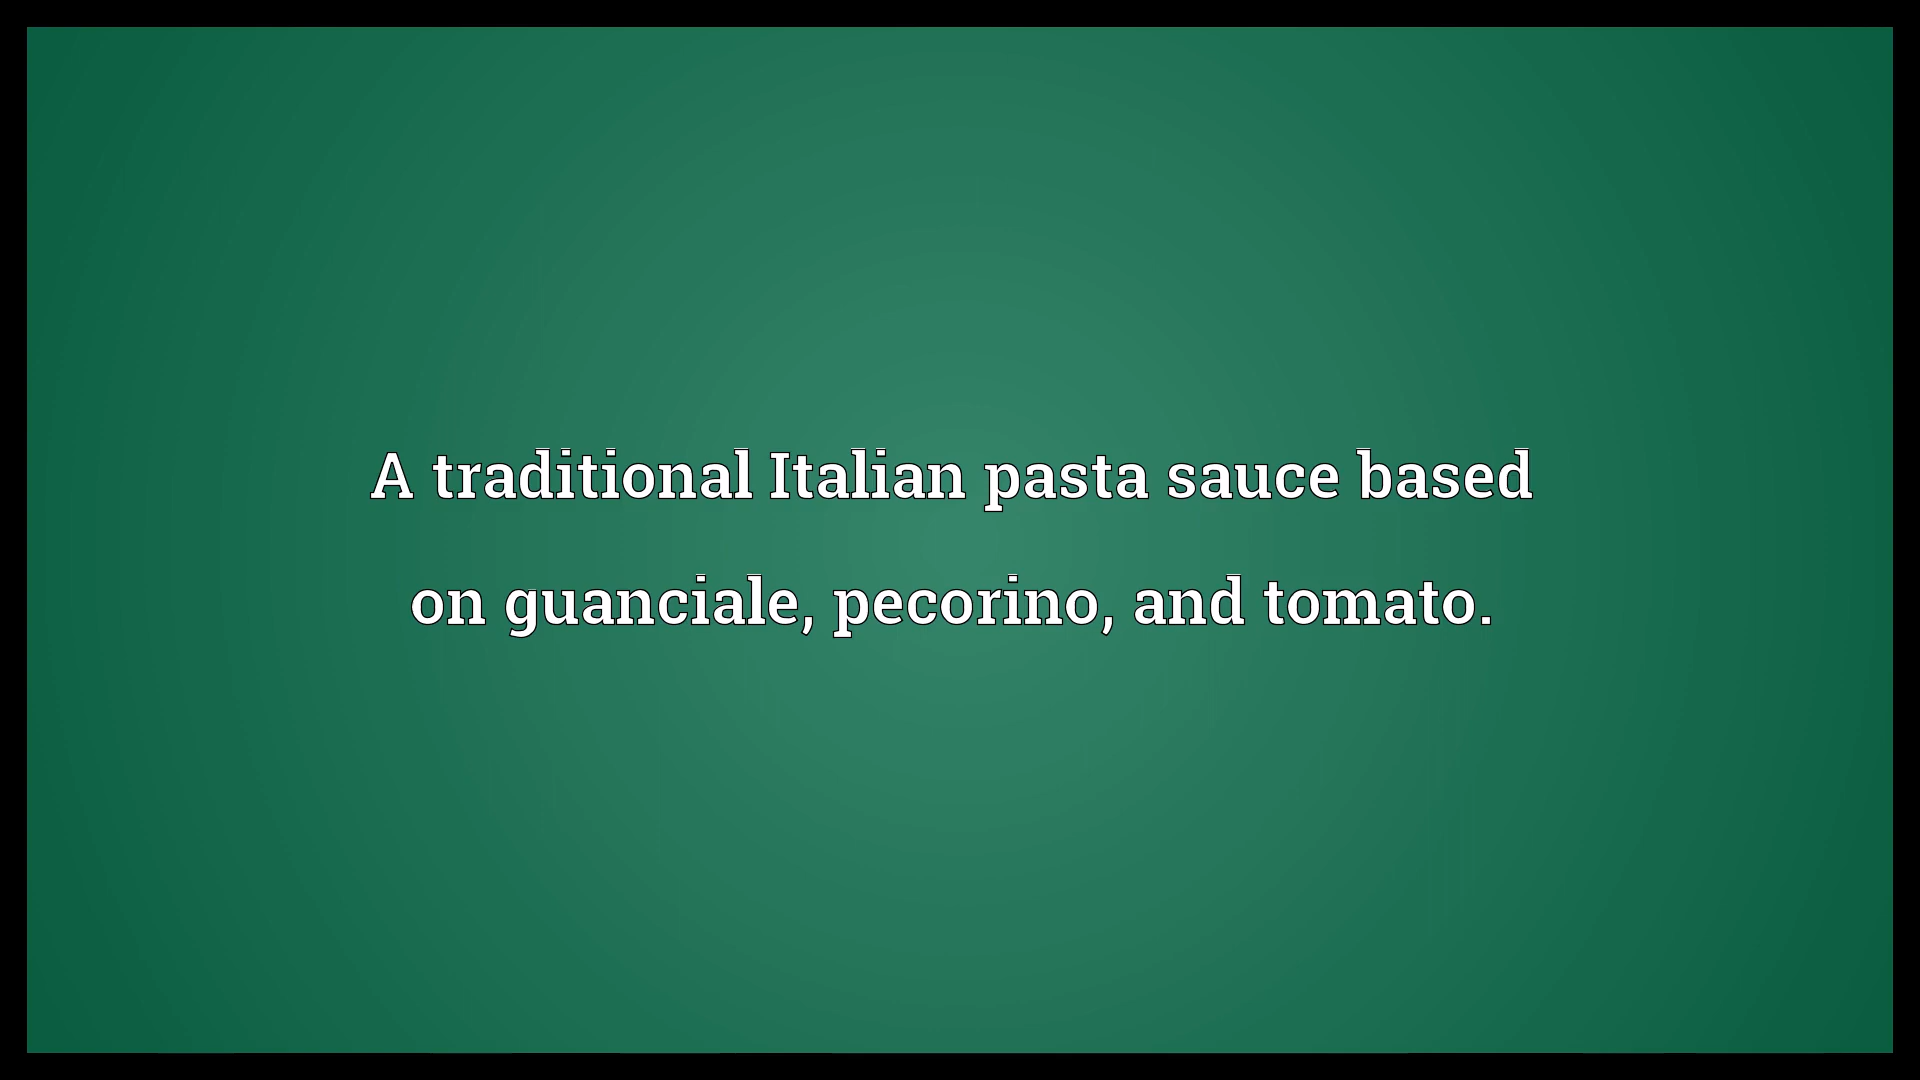 A traditional Italian pasta sauce based
on guanciale, pecorino, and tomato.